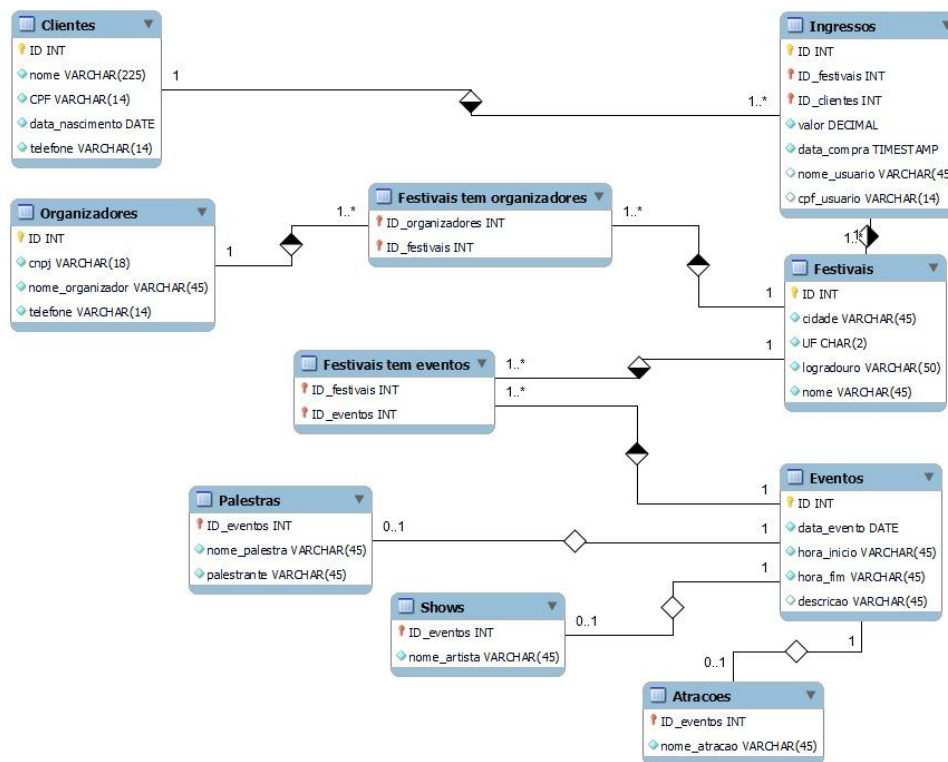 Clientes
ID INT
nome VARCHAR(225)
CPF VARCHAR(14)
data_nascimento DATE
telefone VARCHAR(14)
1
1..*
Ingressos
ID INT
ID_festivais INT
ID_clientes INT
valor DECIMAL
data_compra TIMESTAMP
nome_usuario VARCHAR(45
cpf_usuario VARCHAR(14)
Organizadores
ID INT
cnpj VARCHAR(18)
nome_organizador VARCHAR(45)
telefone VARCHAR(14)
1
1..*
Festivais tem organizadores
ID_organizadores INT
ID_festivais INT
1..*
1
1..*
1
Festivais
ID INT
cidade VARCHAR(45)
UF CHAR(2)
logradouro VARCHAR(50)
nome VARCHAR(45)
Festivais tem eventos
ID_festivais INT
ID_eventos INT
1..*
1
1..*
1
Eventos
ID INT
data_evento DATE
hora_inicio VARCHAR(45)
hora_fim VARCHAR(45)
descricao VARCHAR(45)
Palestras
ID_eventos INT
nome_palestra VARCHAR(45)
palestrante VARCHAR(45)
0..1
1
Shows
ID_eventos INT
nome_artista VARCHAR(45)
0..1
1
Atracoes
ID_eventos INT
nome_atracao VARCHAR(45)
0..1
1